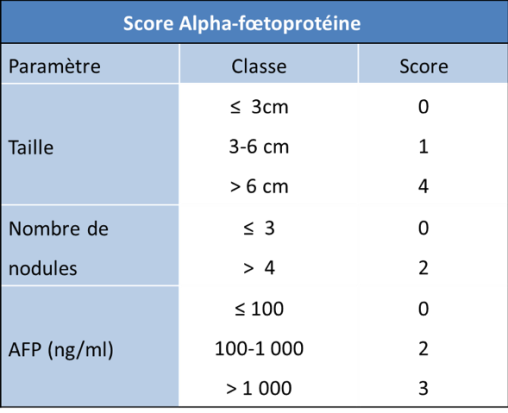 Score Alpha-fœtoprotéine
Paramètre Classe Score
≤ 3cm 0
Taille 3-6 cm 1
> 6 cm 4
Nombre de ≤ 3 0
nodules > 4 2
≤ 100 0
AFP (ng/ml) 100-1 000 2
> 1 000 3